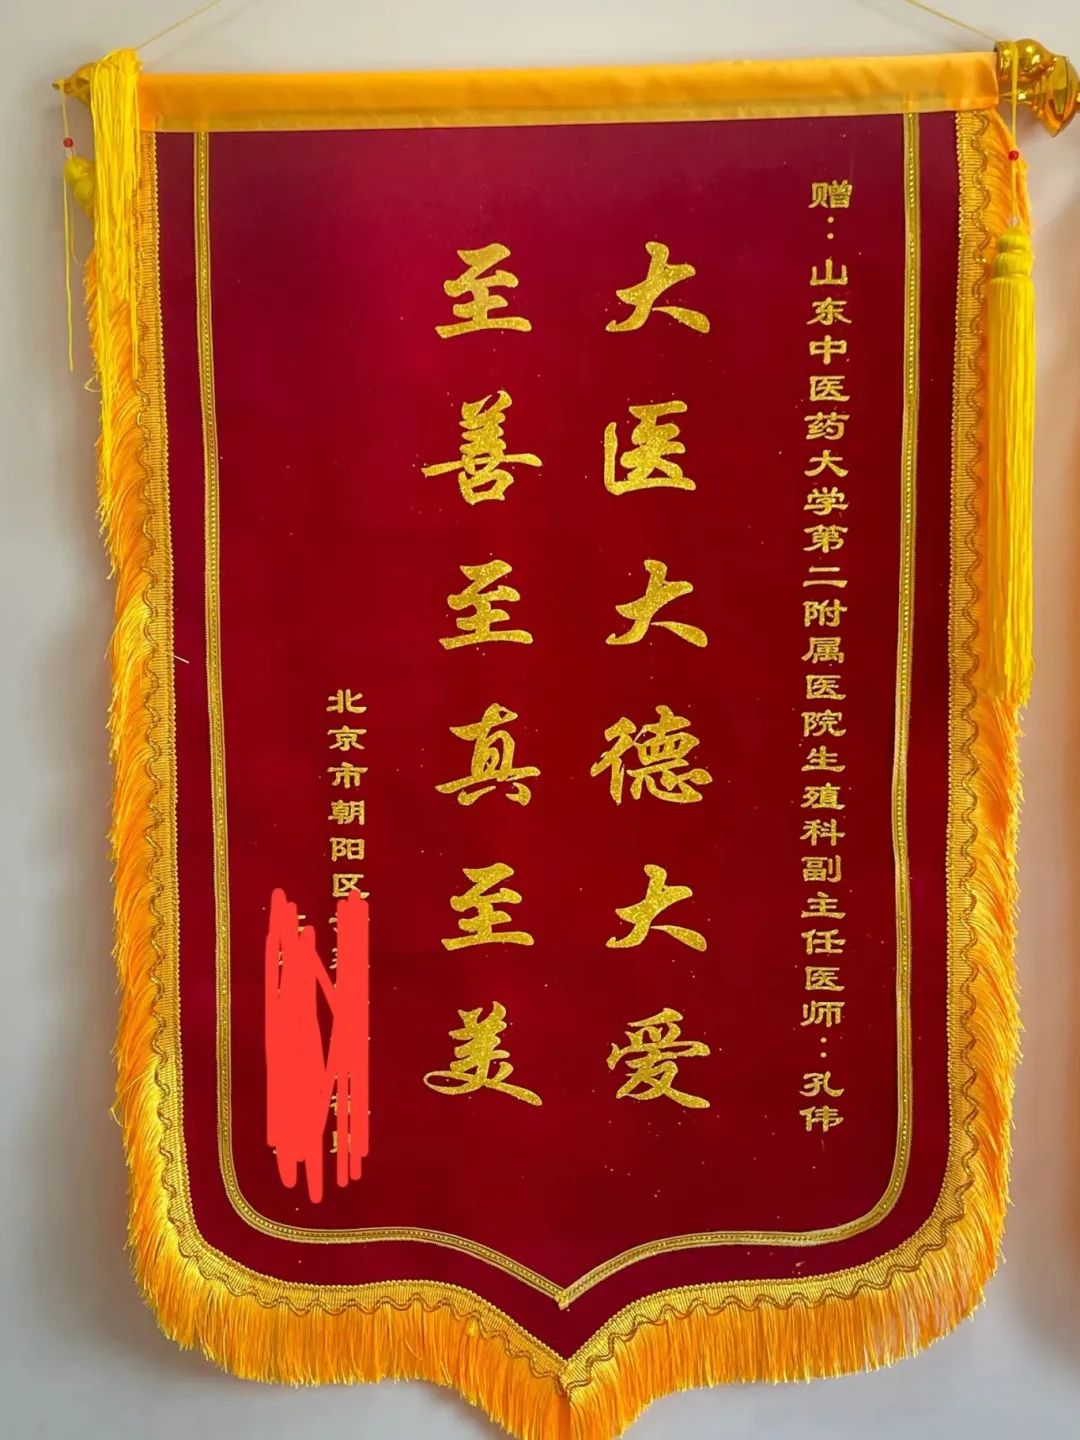 赠：山东中医药大学第二附属医院生殖科副主任医师：孔伟
大医大德大爱
至善至真至美
北京市朝阳区